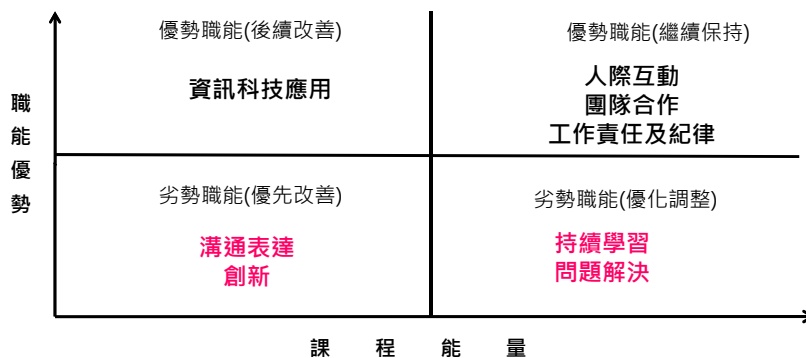 優勢職能(後續改善)
資訊科技應用
優勢職能(繼續保持)
人際互動
團隊合作
工作責任及紀律
職能優勢
劣勢職能(優先改善)
溝通表達
創新
劣勢職能(優化調整)
持續學習
問題解決
課程能量